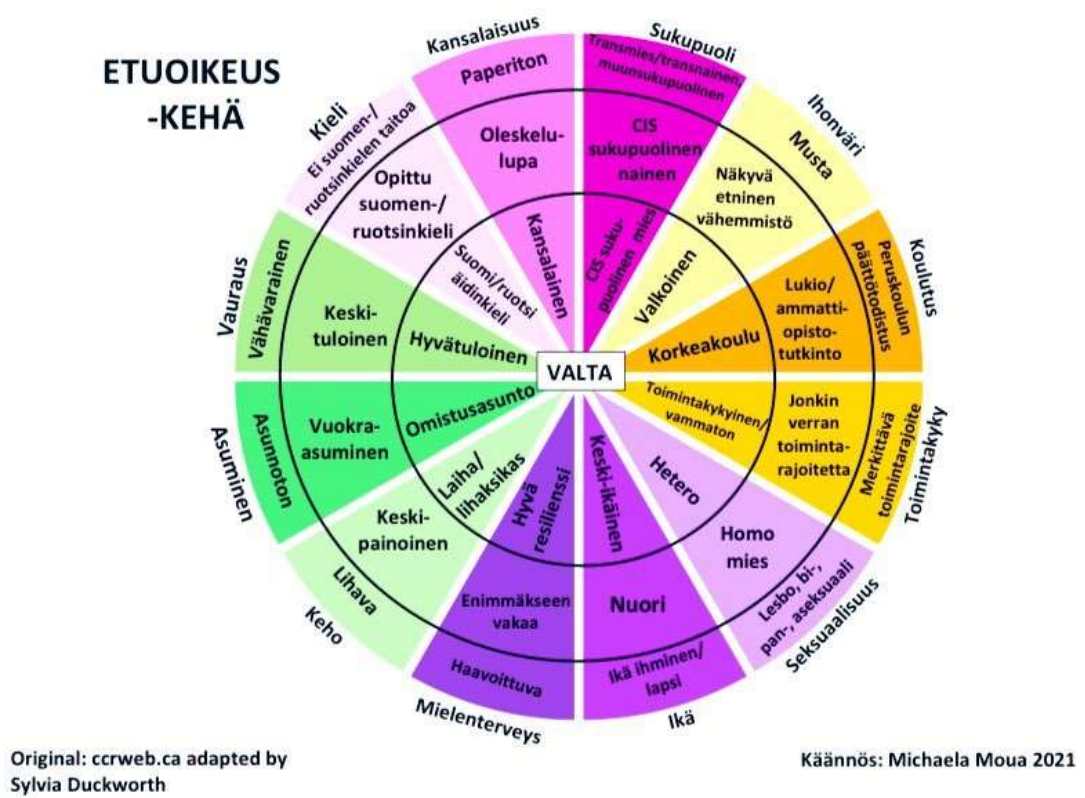 ETUOIKEUS
-KEHÄ
Kansalaisuus
Paperiton
Oleskelu-
lupa
Kansalainen
Sukupuoli
Transmies/transnainen,
muunsukupuolinen
CIS
sukupuolinen
nainen
CIS suku-
puolinen mies
Ihonväri
Musta
Näkyvä
etninen
vähemmistö
Valkoinen
Koulutus
Peruskoulun
päättötodistus
Lukio/
ammatti-
opisto-
tutkinto
Korkeakoulu
Toimintakyky
Merkittävä
toimintarajoite
Jonkin
verran
toiminta-
rajoitetta
Toimintakykyinen/
vammaton
Seksuaalisuus
Lesbo, bi-,
pan-, aseksuaali
Homo
mies
Hetero
Ikä
Ikä ihminen/
lapsi
Nuori
Keski-ikäinen
Mielenterveys
Haavoittuva
Enimmäkseen
vakaa
Hyvä
resilienssi
Keho
Lihava
Keski-
painoinen
Laiha/
lihaksikas
Asuminen
Asunnoton
Vuokra-
asuminen
Omistusasunto
Vauraus
Vähävarainen
Keski-
tuloinen
Hyvätuloinen
Kieli
Ei suomen-/
ruotsinkielen taitoa
Opittu
suomen-/
ruotsinkieli
Suomi/ruotsi
äidinkieli
VALTA
Original: ccrweb.ca adapted by
Sylvia Duckworth
Käännös: Michaela Moua 2021